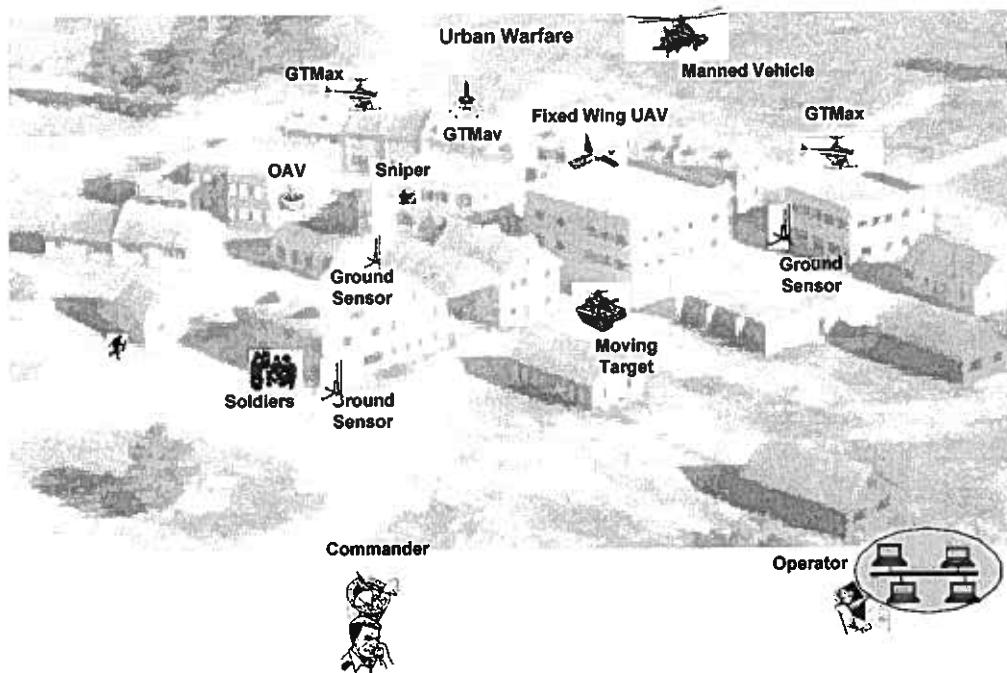 Urban Warfare
Manned Vehicle
GTMax
GTMav
Fixed Wing UAV
GTMax
OAV
Sniper
Ground
Sensor
Ground
Sensor
Moving
Target
Soldiers
Ground
Sensor
Commander
Operator